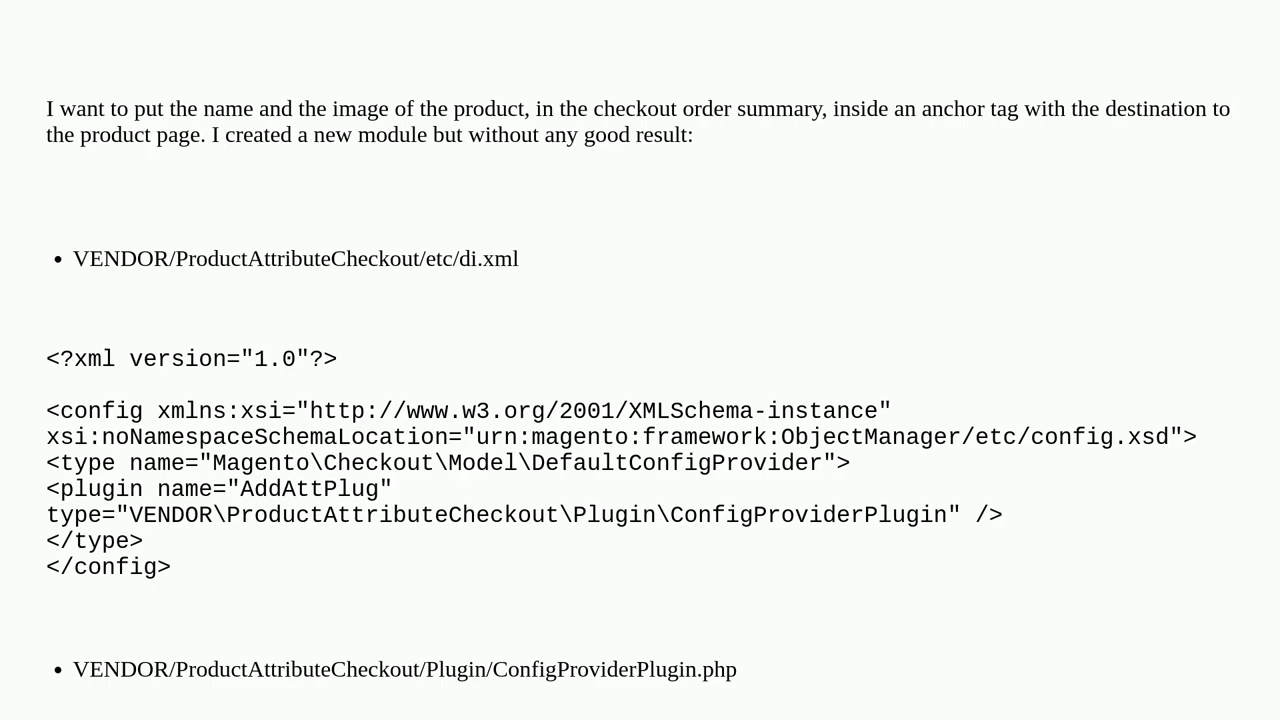 I want to put the name and the image of the product, in the checkout order summary, inside an anchor tag with the destination to
the product page. I created a new module but without any good result:
• VENDOR/ProductAttributeCheckout/etc/di.xml
<?xml version="1.0"?>
<config xmlns:xsi="http://www.w3.org/2001/XMLSchema-instance"
xsi:noNamespaceSchemaLocation="urn:magento:framework:ObjectManager/etc/config.xsd">
<type name="Magento\Checkout\Model\DefaultConfigProvider">
<plugin name="AddAttPlug"
type="VENDOR\ProductAttributeCheckout\Plugin\ConfigProviderPlugin" />
</type>
</config>
• VENDOR/ProductAttributeCheckout/Plugin/ConfigProviderPlugin.php